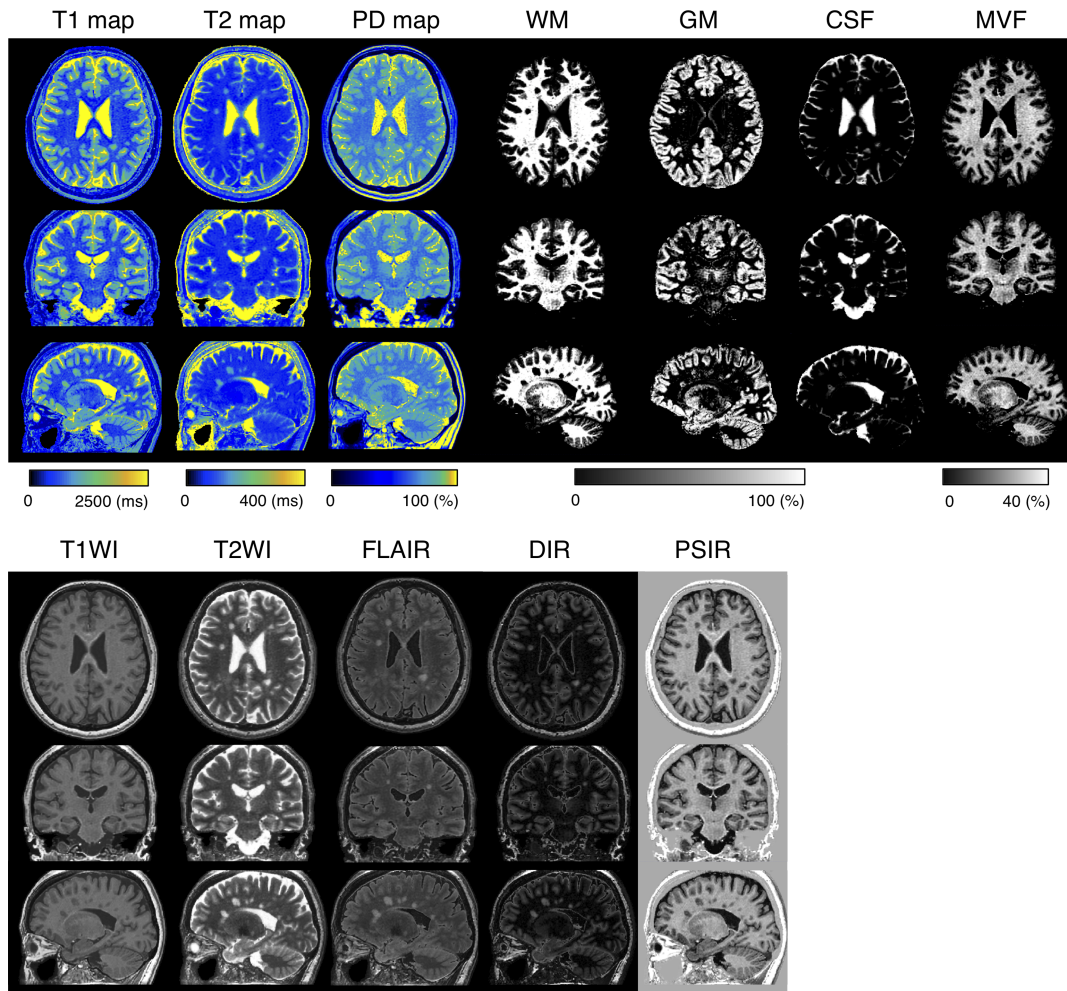 T1 map T2 map PD map WM GM CSF MVF
0 2500 (ms) 0 400 (ms) 0 100 (%) 0 100 (%) 0 40 (%)
T1WI T2WI FLAIR DIR PSIR